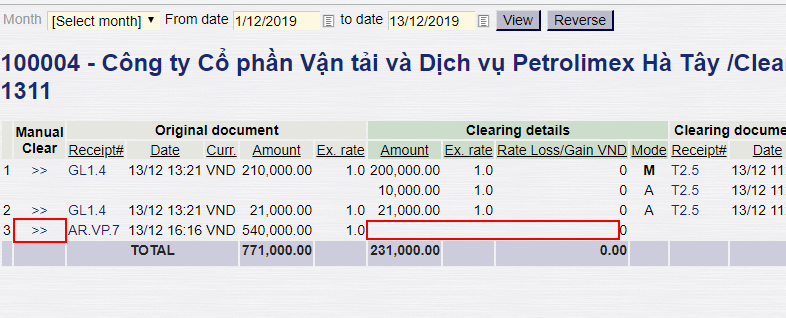 Month [Select month] From date 1/12/2019 to date 13/12/2019 View Reverse
100004 - Công ty Cổ phần Vận tải và Dịch vụ Petrolimex Hà Tây /Clea
1311
Manual Clear Original document Clearing details Clearing docume
Receipt# Date Curr. Amount Ex. rate Amount Ex. rate Rate Loss/Gain VND Mode Receipt# Date
1 >> GL1.4 13/12 13:21 VND 210,000.00 1.0 200,000.00 1.0 0 M T2.5 13/12 11:
10,000.00 1.0 0 A T2.5 13/12 11:
2 >> GL1.4 13/12 13:21 VND 21,000.00 1.0 21,000.00 1.0 0 A T2.5 13/12 11:
3 >> AR.VP.7 13/12 16:16 VND 540,000.00 1.0 0
TOTAL 771,000.00 231,000.00 0.00